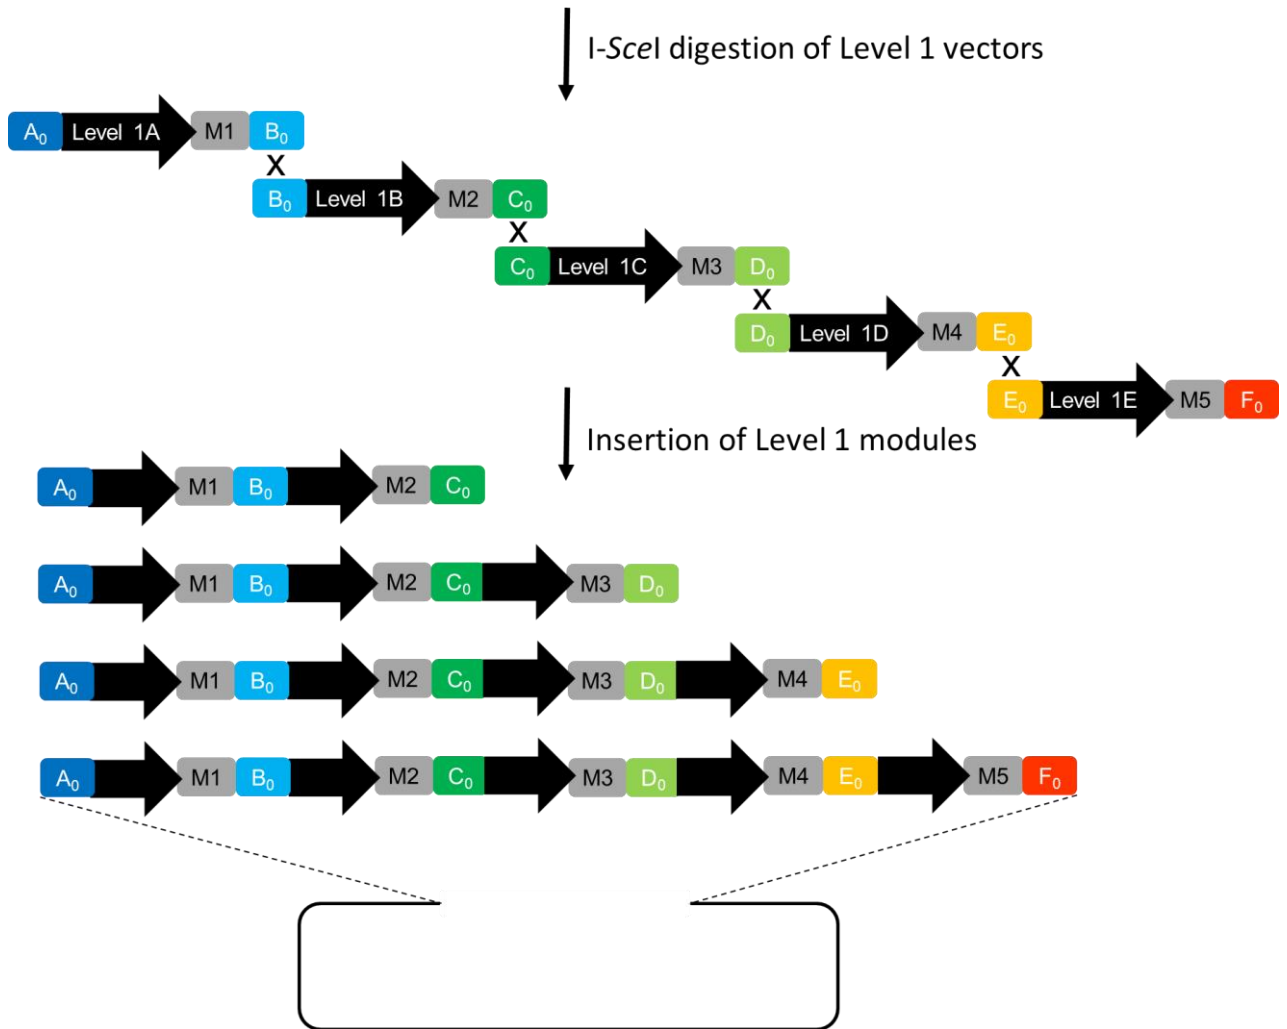 I-SceI digestion of Level 1 vectors
A₀ Level 1A M1 B₀
X
B₀ Level 1B M2 C₀
X
C₀ Level 1C M3 D₀
X
D₀ Level 1D M4 E₀
X
E₀ Level 1E M5 F₀
Insertion of Level 1 modules
A₀ M1 B₀ M2 C₀
A₀ M1 B₀ M2 C₀ M3 D₀
A₀ M1 B₀ M2 C₀ M3 D₀ M4 E₀
A₀ M1 B₀ M2 C₀ M3 D₀ M4 E₀ M5 F₀